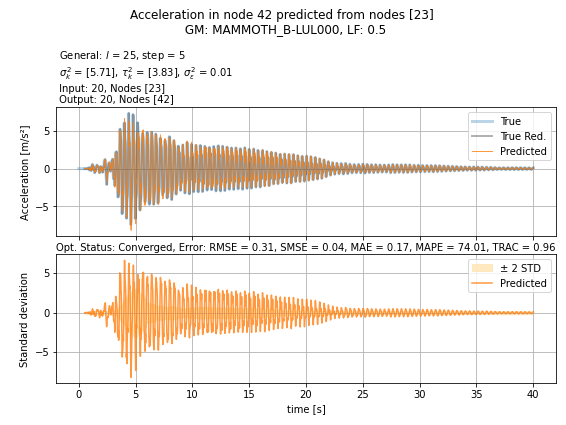 Acceleration in node 42 predicted from nodes [23]
GM: MAMMOTH_B-LUL000, LF: 0.5
General: l = 25, step = 5
σ²ₖ = [5.71], τ²ₖ = [3.83], σ²_ε = 0.01
Input: 20, Nodes [23]
Output: 20, Nodes [42]
Acceleration [m/s²]
5
0
−5
True
True Red.
Predicted
Opt. Status: Converged, Error: RMSE = 0.31, SMSE = 0.04, MAE = 0.17, MAPE = 74.01, TRAC = 0.96
Standard deviation
5
0
−5
± 2 STD
Predicted
0 5 10 15 20 25 30 35 40
time [s]